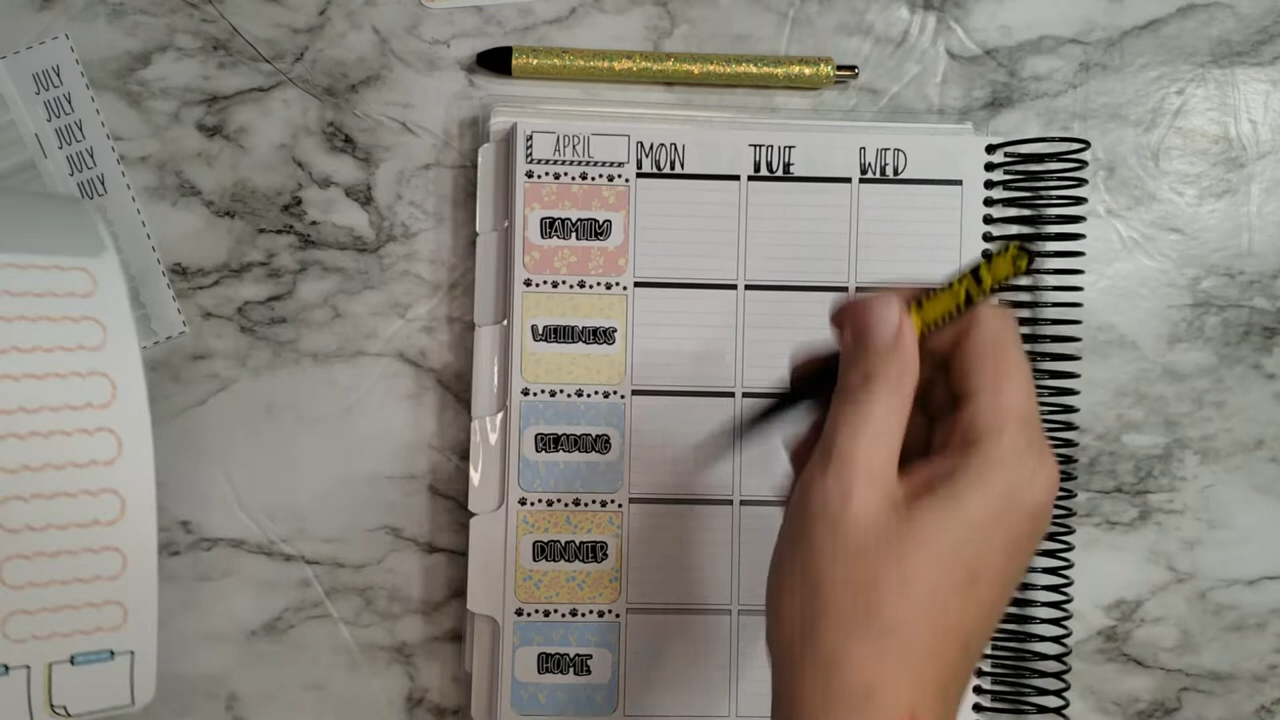 JULY
JULY
JULY
JULY
JULY
APRIL
MON TUE WED
FAMILY
WELLNESS
READING
DINNER
HOME